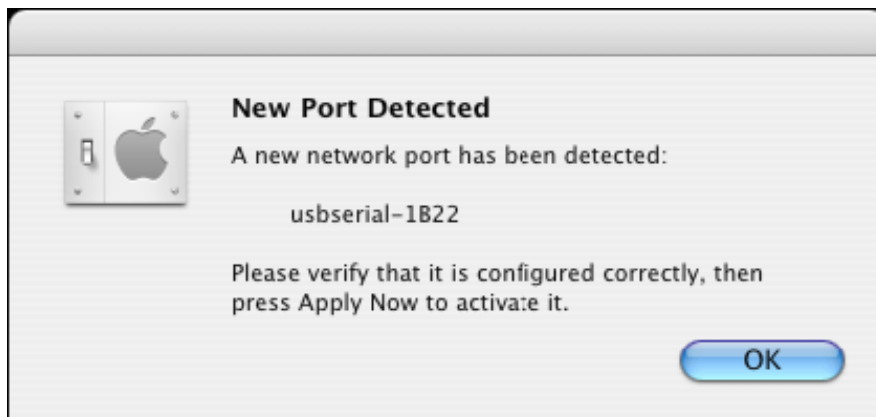 New Port Detected
A new network port has been detected:
usbserial-1B22
Please verify that it is configured correctly, then
press Apply Now to activate it.
OK